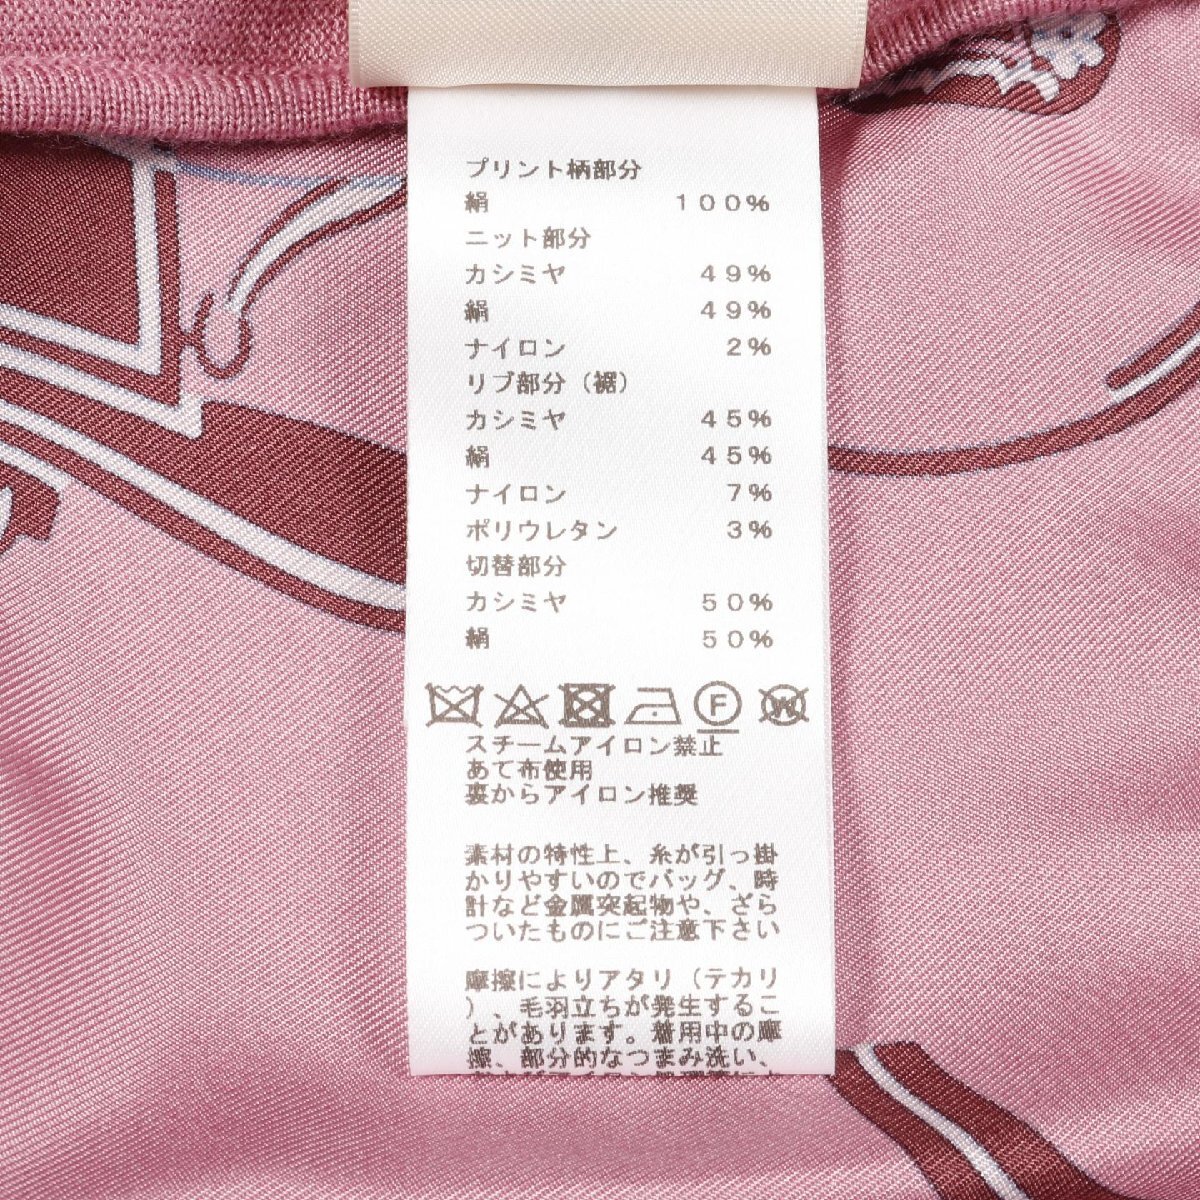 プリント柄部分
絹 100%
ニット部分
カシミヤ 49%
絹 49%
ナイロン 2%
リブ部分（裾）
カシミヤ 45%
絹 45%
ナイロン 7%
ポリウレタン 3%
切替部分
カシミヤ 50%
絹 50%
F W
スチームアイロン禁止
あて布使用
裏からアイロン推奨
素材の特性上、糸が引っ掛
かりやすいのでバッグ、時
計など金属突起物や、ざら
ついたものにご注意下さい
摩擦によりアタリ（テカリ
）、毛羽立ちが発生するこ
とがあります。着用中の摩
擦、部分的なつまみ洗い、